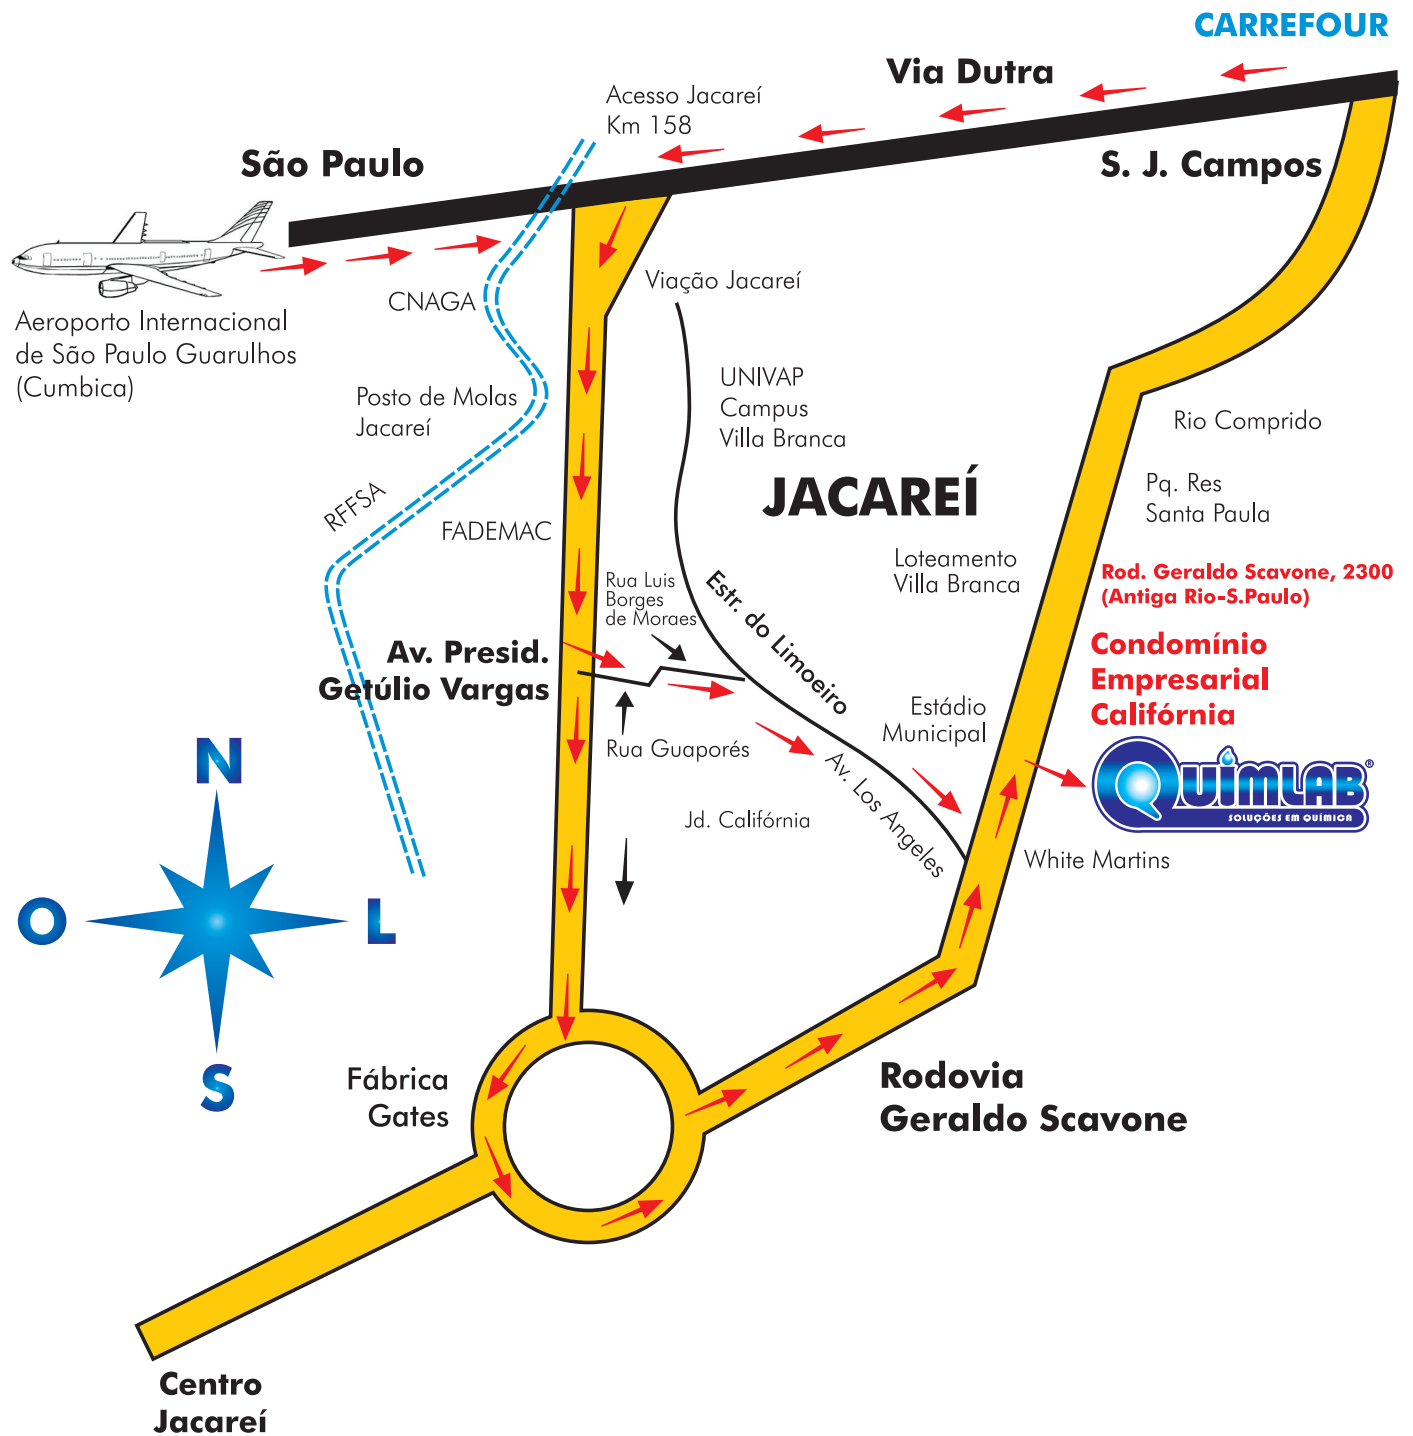 CARREFOUR
Via Dutra
Acesso Jacareí
Km 158
São Paulo
S. J. Campos
Viação Jacareí
CNAGA
Aeroporto Internacional
de São Paulo Guarulhos
(Cumbica)
Posto de Molas
Jacareí
UNIVAP
Campus
Villa Branca
Rio Comprido
JACAREÍ
Pq. Res
Santa Paula
RFFSA
FADEMAC
Loteamento
Villa Branca
Rod. Geraldo Scavone, 2300
(Antiga Rio-S.Paulo)
Rua Luis
Borges
de Moraes
Estr. do Limoeiro
Av. Presid.
Getúlio Vargas
Condomínio
Empresarial
Califórnia
Estádio
Municipal
Rua Guaporés
N
QUIMLAB®
SOLUÇÕES EM QUÍMICA
Av. Los Angeles
Jd. Califórnia
White Martins
O
L
S
Fábrica
Gates
Rodovia
Geraldo Scavone
Centro
Jacareí